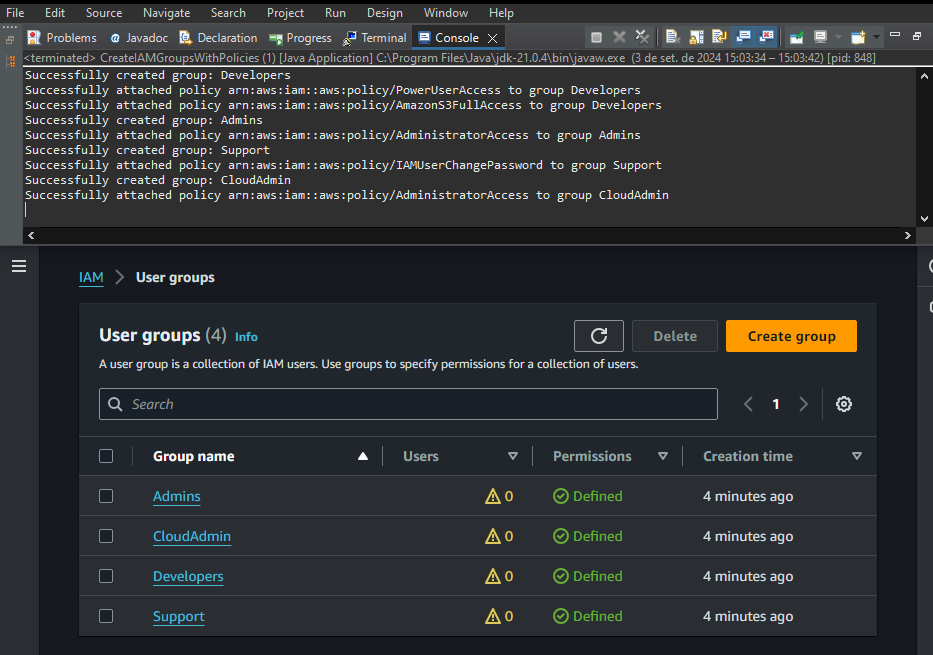 File Edit Source Navigate Search Project Run Design Window Help
Problems Javadoc Declaration Progress Terminal Console
<terminated> CreateIAMGroupsWithPolicies (1) [Java Application] C:\Program Files\Java\jdk-21.0.4\bin\javaw.exe (3 de set. de 2024 15:03:34 – 15:03:42) [pid: 848]
Successfully created group: Developers
Successfully attached policy arn:aws:iam::aws:policy/PowerUserAccess to group Developers
Successfully attached policy arn:aws:iam::aws:policy/AmazonS3FullAccess to group Developers
Successfully created group: Admins
Successfully attached policy arn:aws:iam::aws:policy/AdministratorAccess to group Admins
Successfully created group: Support
Successfully attached policy arn:aws:iam::aws:policy/IAMUserChangePassword to group Support
Successfully created group: CloudAdmin
Successfully attached policy arn:aws:iam::aws:policy/AdministratorAccess to group CloudAdmin
IAM > User groups
User groups (4) Info
Delete
Create group
A user group is a collection of IAM users. Use groups to specify permissions for a collection of users.
Search
1
Group name Users Permissions Creation time
Admins 0 Defined 4 minutes ago
CloudAdmin 0 Defined 4 minutes ago
Developers 0 Defined 4 minutes ago
Support 0 Defined 4 minutes ago